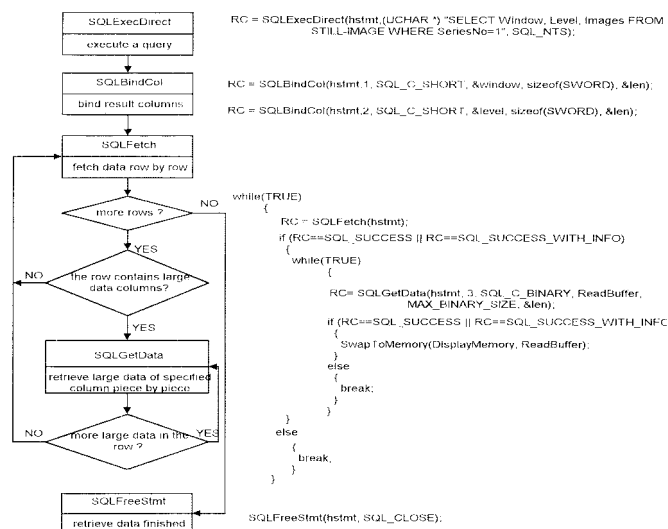 SQLExecDirect
execute a query
RC = SQLExecDirect(hstmt,(UCHAR *) "SELECT Window, Level, Images FROM
STILL-IMAGE WHERE SeriesNo=1", SQL_NTS);
SQLBindCol
bind result columns
RC = SQLBindCol(hstmt,1, SQL_C_SHORT, &window, sizeof(SWORD), &len);
RC = SQLBindCol(hstmt,2, SQL_C_SHORT, &level, sizeof(SWORD), &len);
SQLFetch
fetch data row by row
more rows ?
NO
YES
the row contains large
data columns?
NO
YES
SQLGetData
retrieve large data of specified
column piece by piece
more large data in the
row ?
NO
YES
SQLFreeStmt
retrieve data finished
while(TRUE)
{
RC = SQLFetch(hstmt);
if (RC==SQL_SUCCESS || RC==SQL_SUCCESS_WITH_INFO)
{
while(TRUE)
{
RC= SQLGetData(hstmt, 3, SQL_C_BINARY, ReadBuffer,
MAX_BINARY_SIZE, &len);
if (RC==SQL_SUCCESS || RC==SQL_SUCCESS_WITH_INFO
{
SwapToMemory(DisplayMemory, ReadBuffer);
}
else
{
break;
}
}
}
else
{
break;
}
}
SQLFreeStmt(hstmt, SQL_CLOSE);